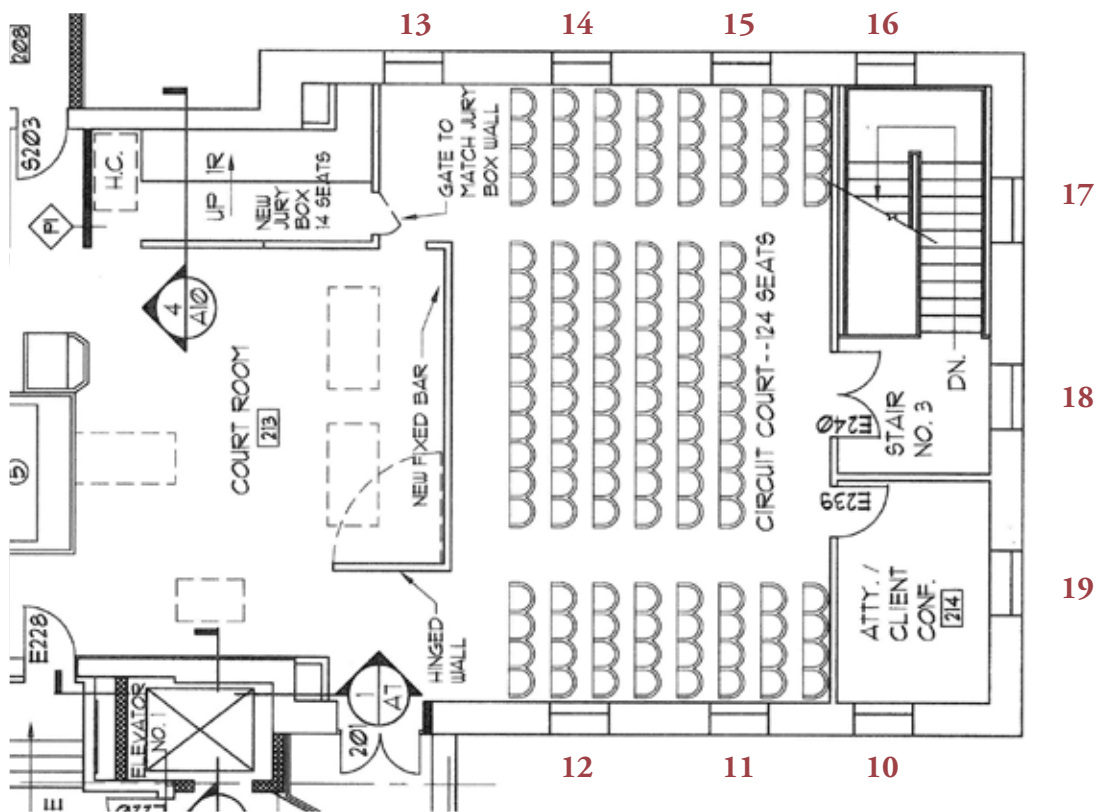 13
14
15
16
208
S203
H.C.
UP 1R
NEW
JURY
BOX
14 SEATS
GATE TO
MATCH JURY
BOX WALL
P1
17
4
A10
COURT ROOM
213
NEW FIXED BAR
CIRCUIT COURT--124 SEATS
DN.
18
E240
STAIR
NO. 3
E239
ATTY. /
CLIENT
CONF.
214
19
E228
HINGED
WALL
1
A7
ELEVATOR
NO. 1
201
12
11
10